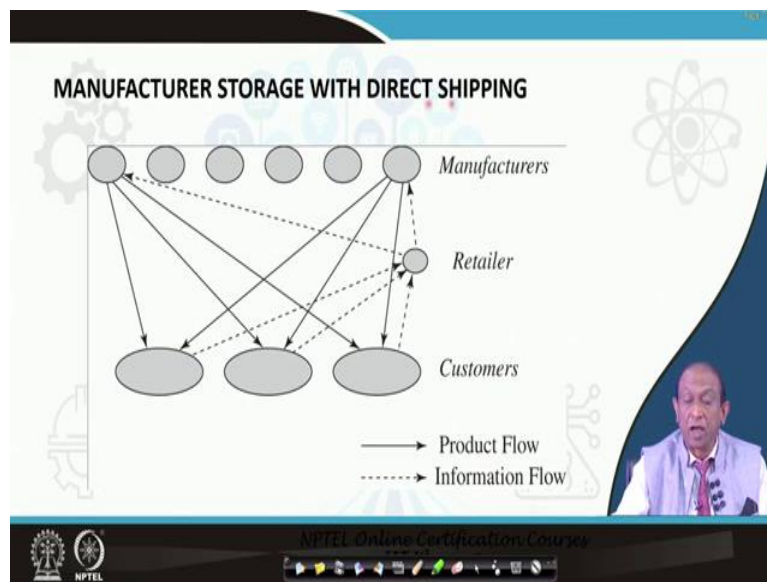 MANUFACTURER STORAGE WITH DIRECT SHIPPING
Manufacturers
Retailer
Customers
Product Flow
Information Flow
NPTEL Online Certification Courses
NPTEL